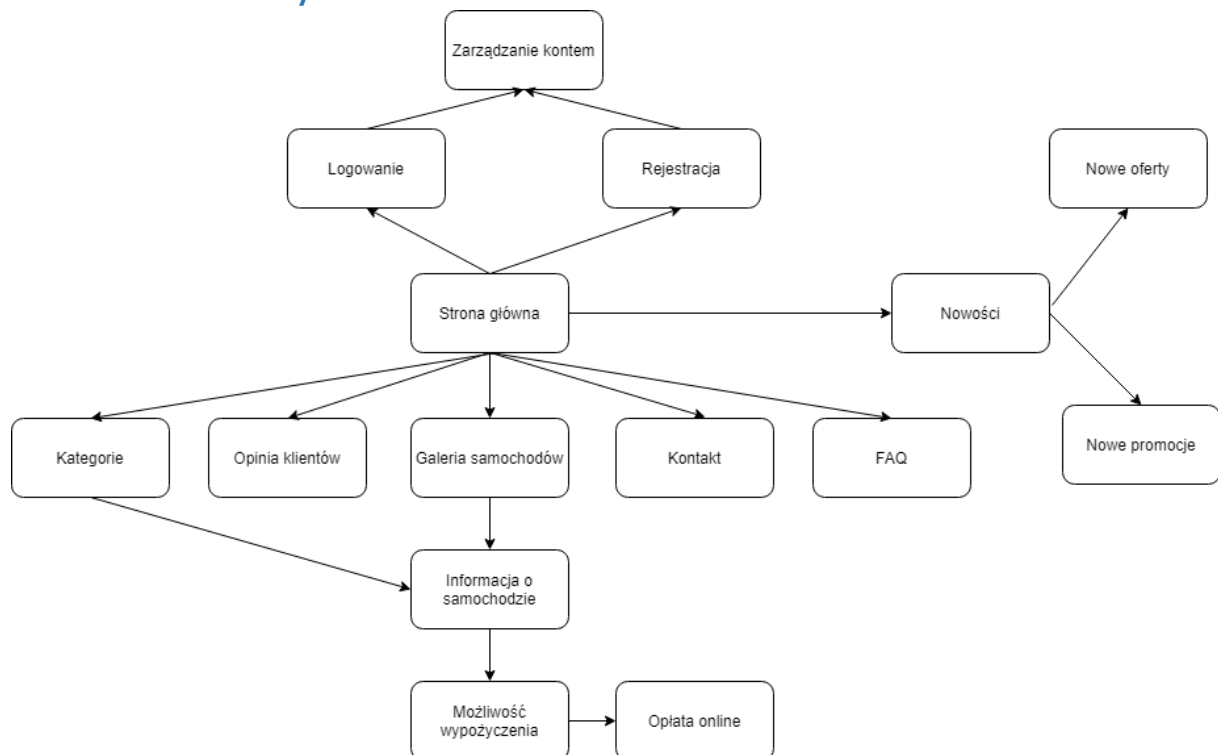 Zarządzanie kontem
Logowanie
Rejestracja
Nowe oferty
Strona główna
Nowości
Kategorie
Opinia klientów
Galeria samochodów
Kontakt
FAQ
Nowe promocje
Informacja o
samochodzie
Możliwość
wypożyczenia
Opłata online